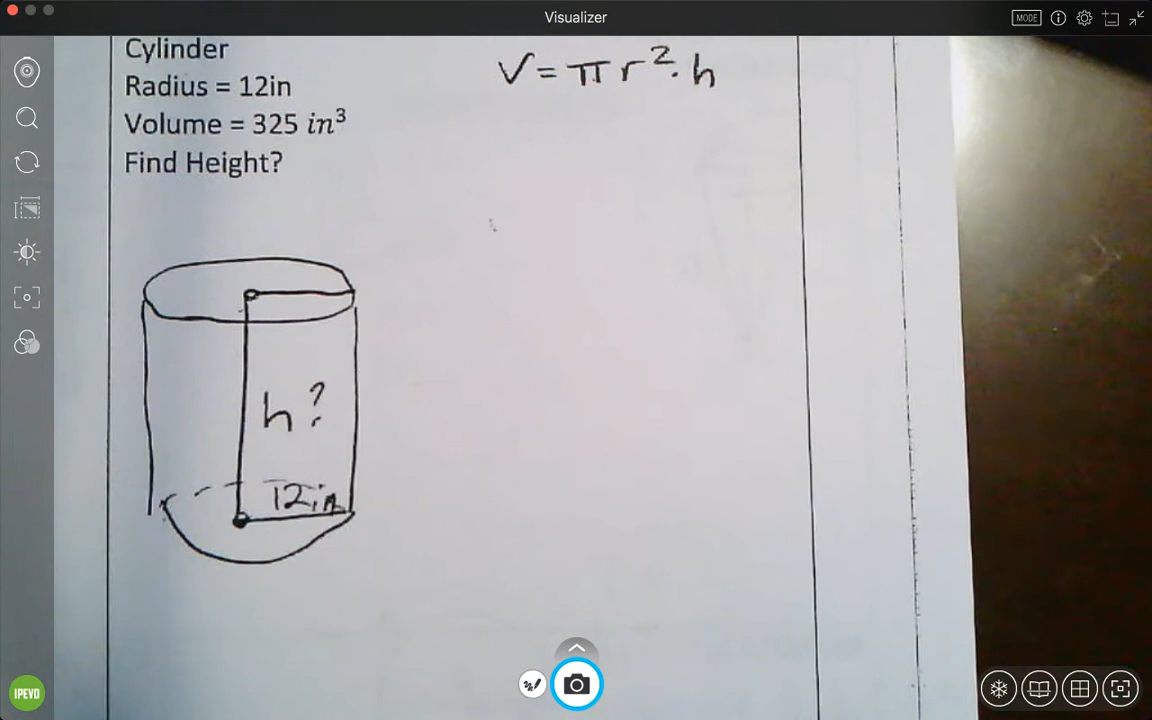 Visualizer
MODE
Cylinder
Radius = 12in
Volume = 325 in³
Find Height?
V = πr²·h
h?
12in
IPEVO